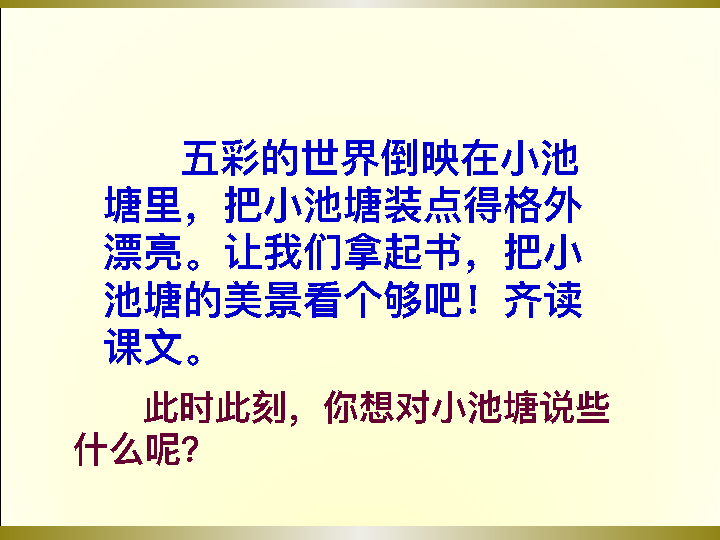 五彩的世界倒映在小池
塘里，把小池塘装点得格外
漂亮。让我们拿起书，把小
池塘的美景看个够吧！齐读
课文。
此时此刻，你想对小池塘说些
什么呢？